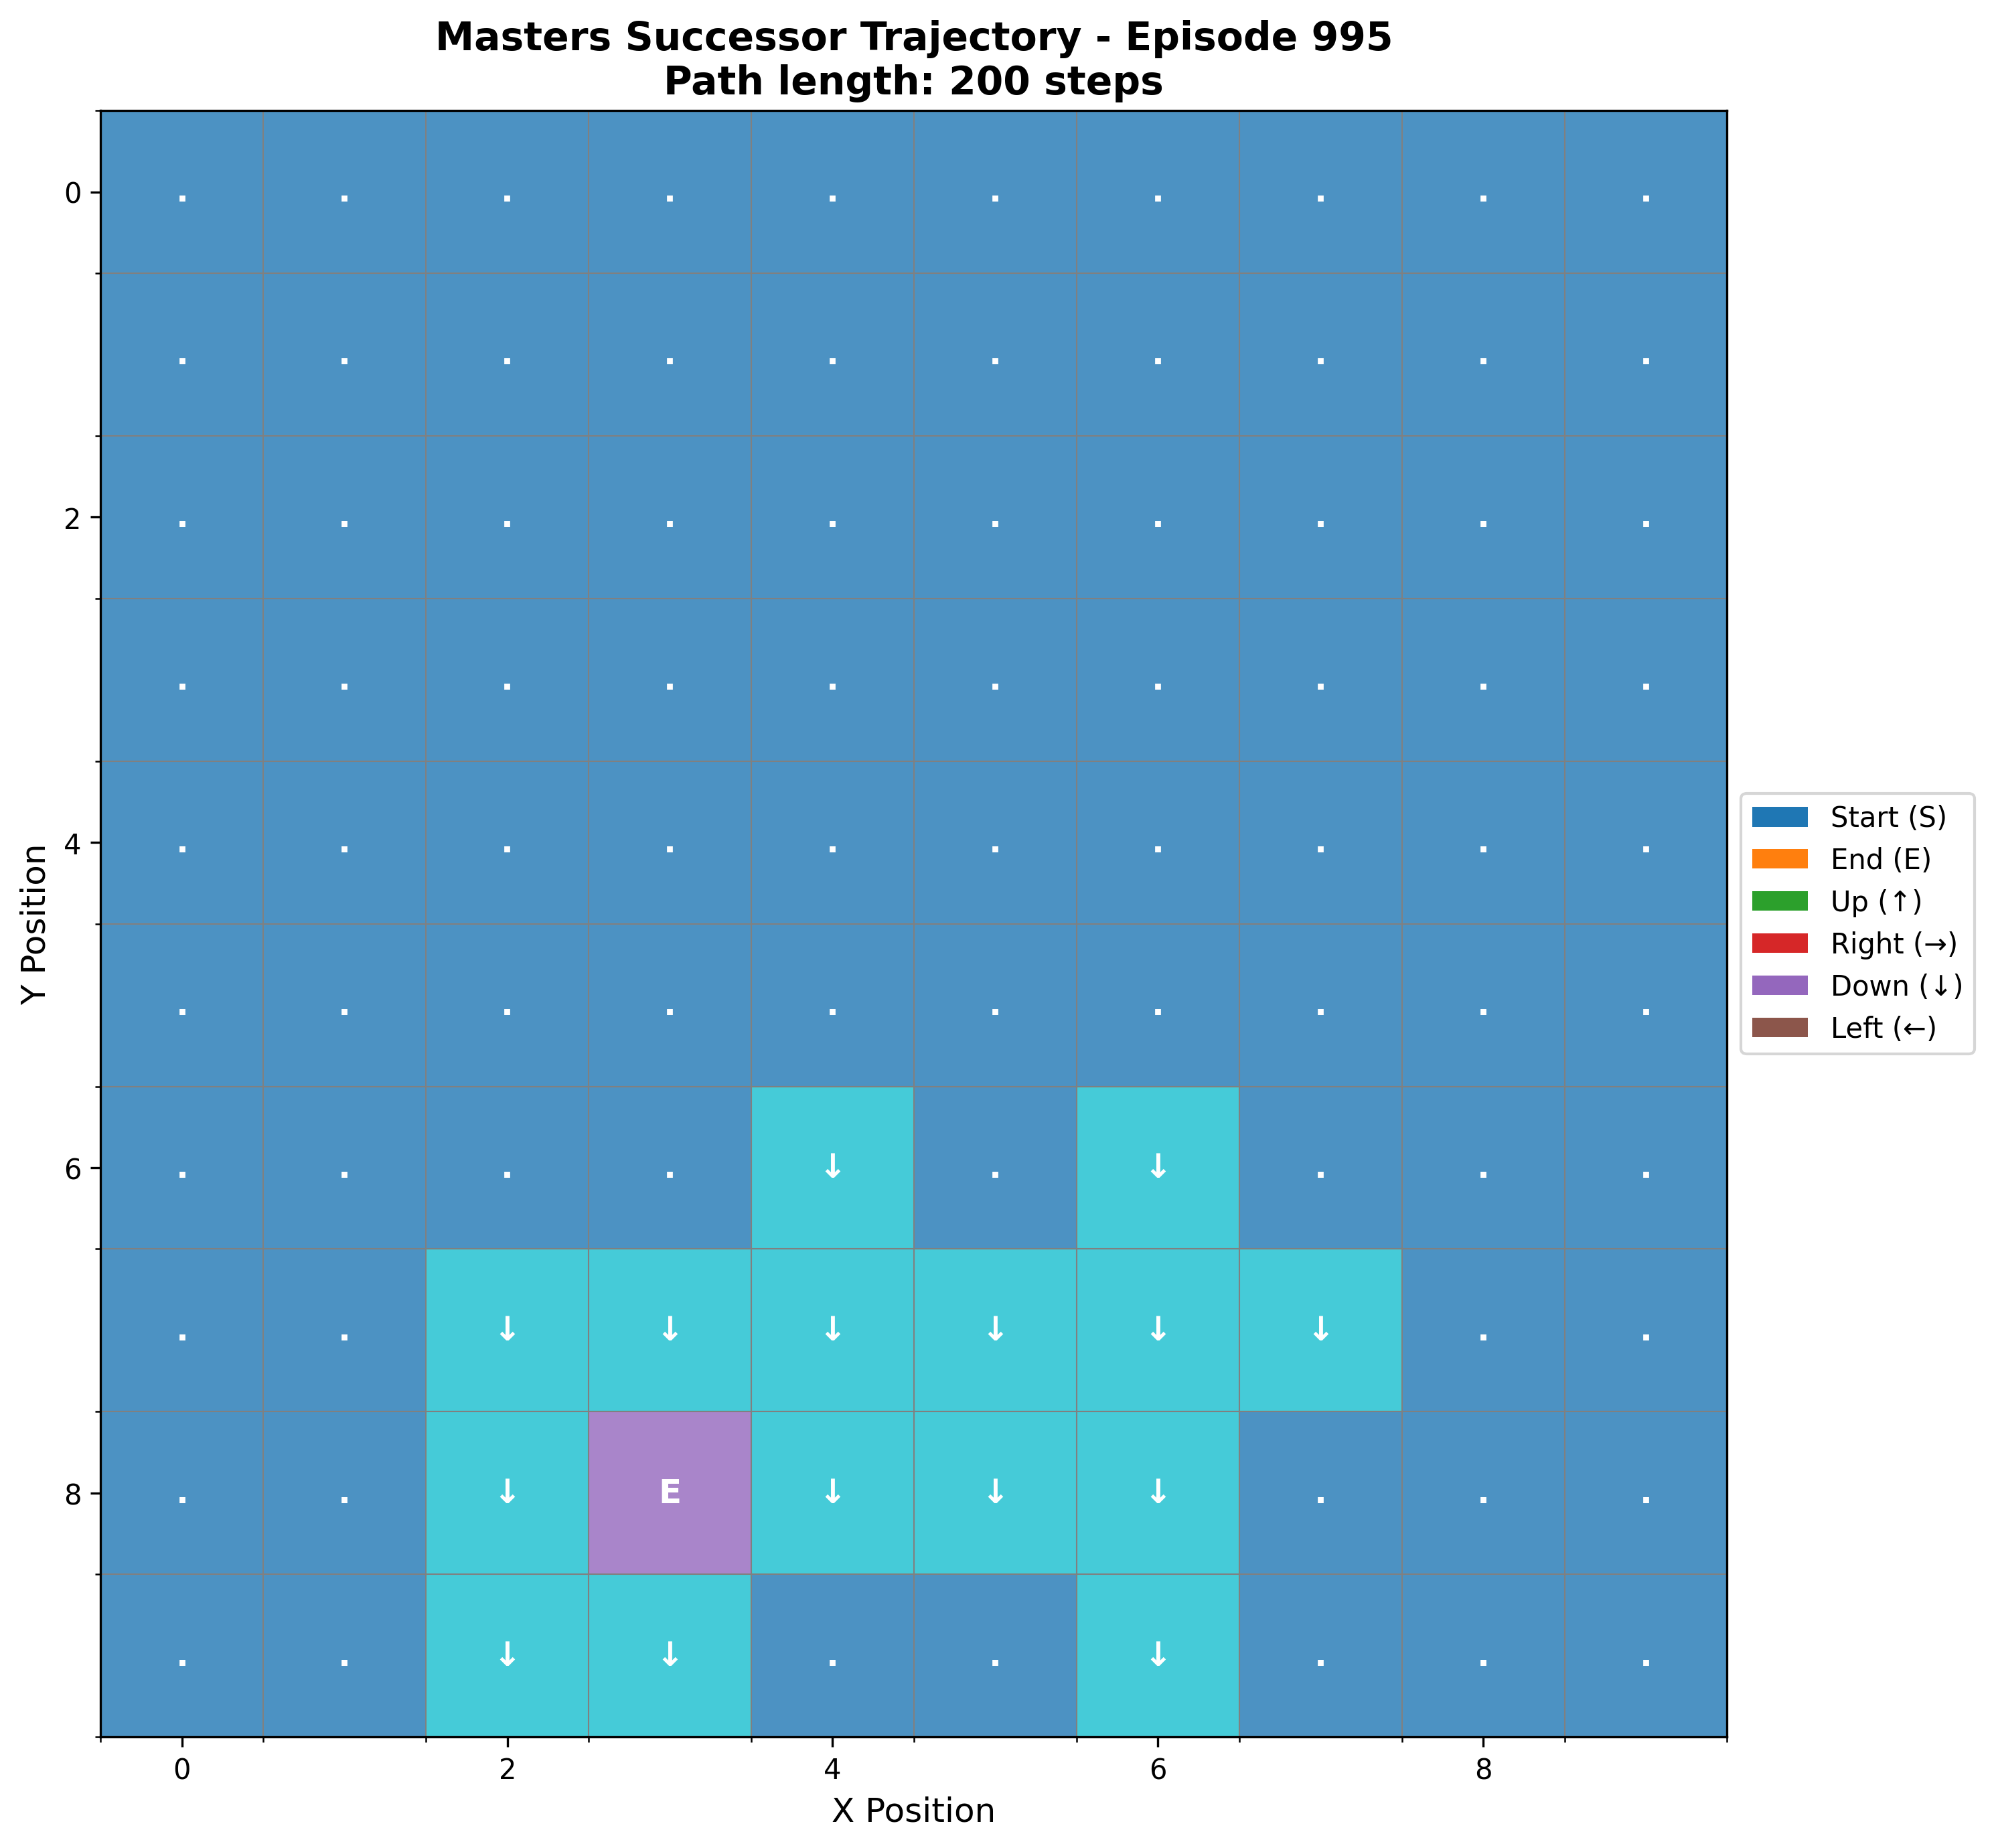 Masters Successor Trajectory - Episode 995
Path length: 200 steps
0 . . . . . . . . . .
. . . . . . . . . .
2 . . . . . . . . . .
. . . . . . . . . .
4 . . . . . . . . . .
. . . . . . . . . .
6 . . . . ↓ . ↓ . . .
. . ↓ ↓ ↓ ↓ ↓ ↓ . .
8 . . ↓ E ↓ ↓ ↓ . . .
. . ↓ ↓ . . ↓ . . .
0 2 4 6 8
X Position
Y Position
Start (S)
End (E)
Up (↑)
Right (→)
Down (↓)
Left (←)